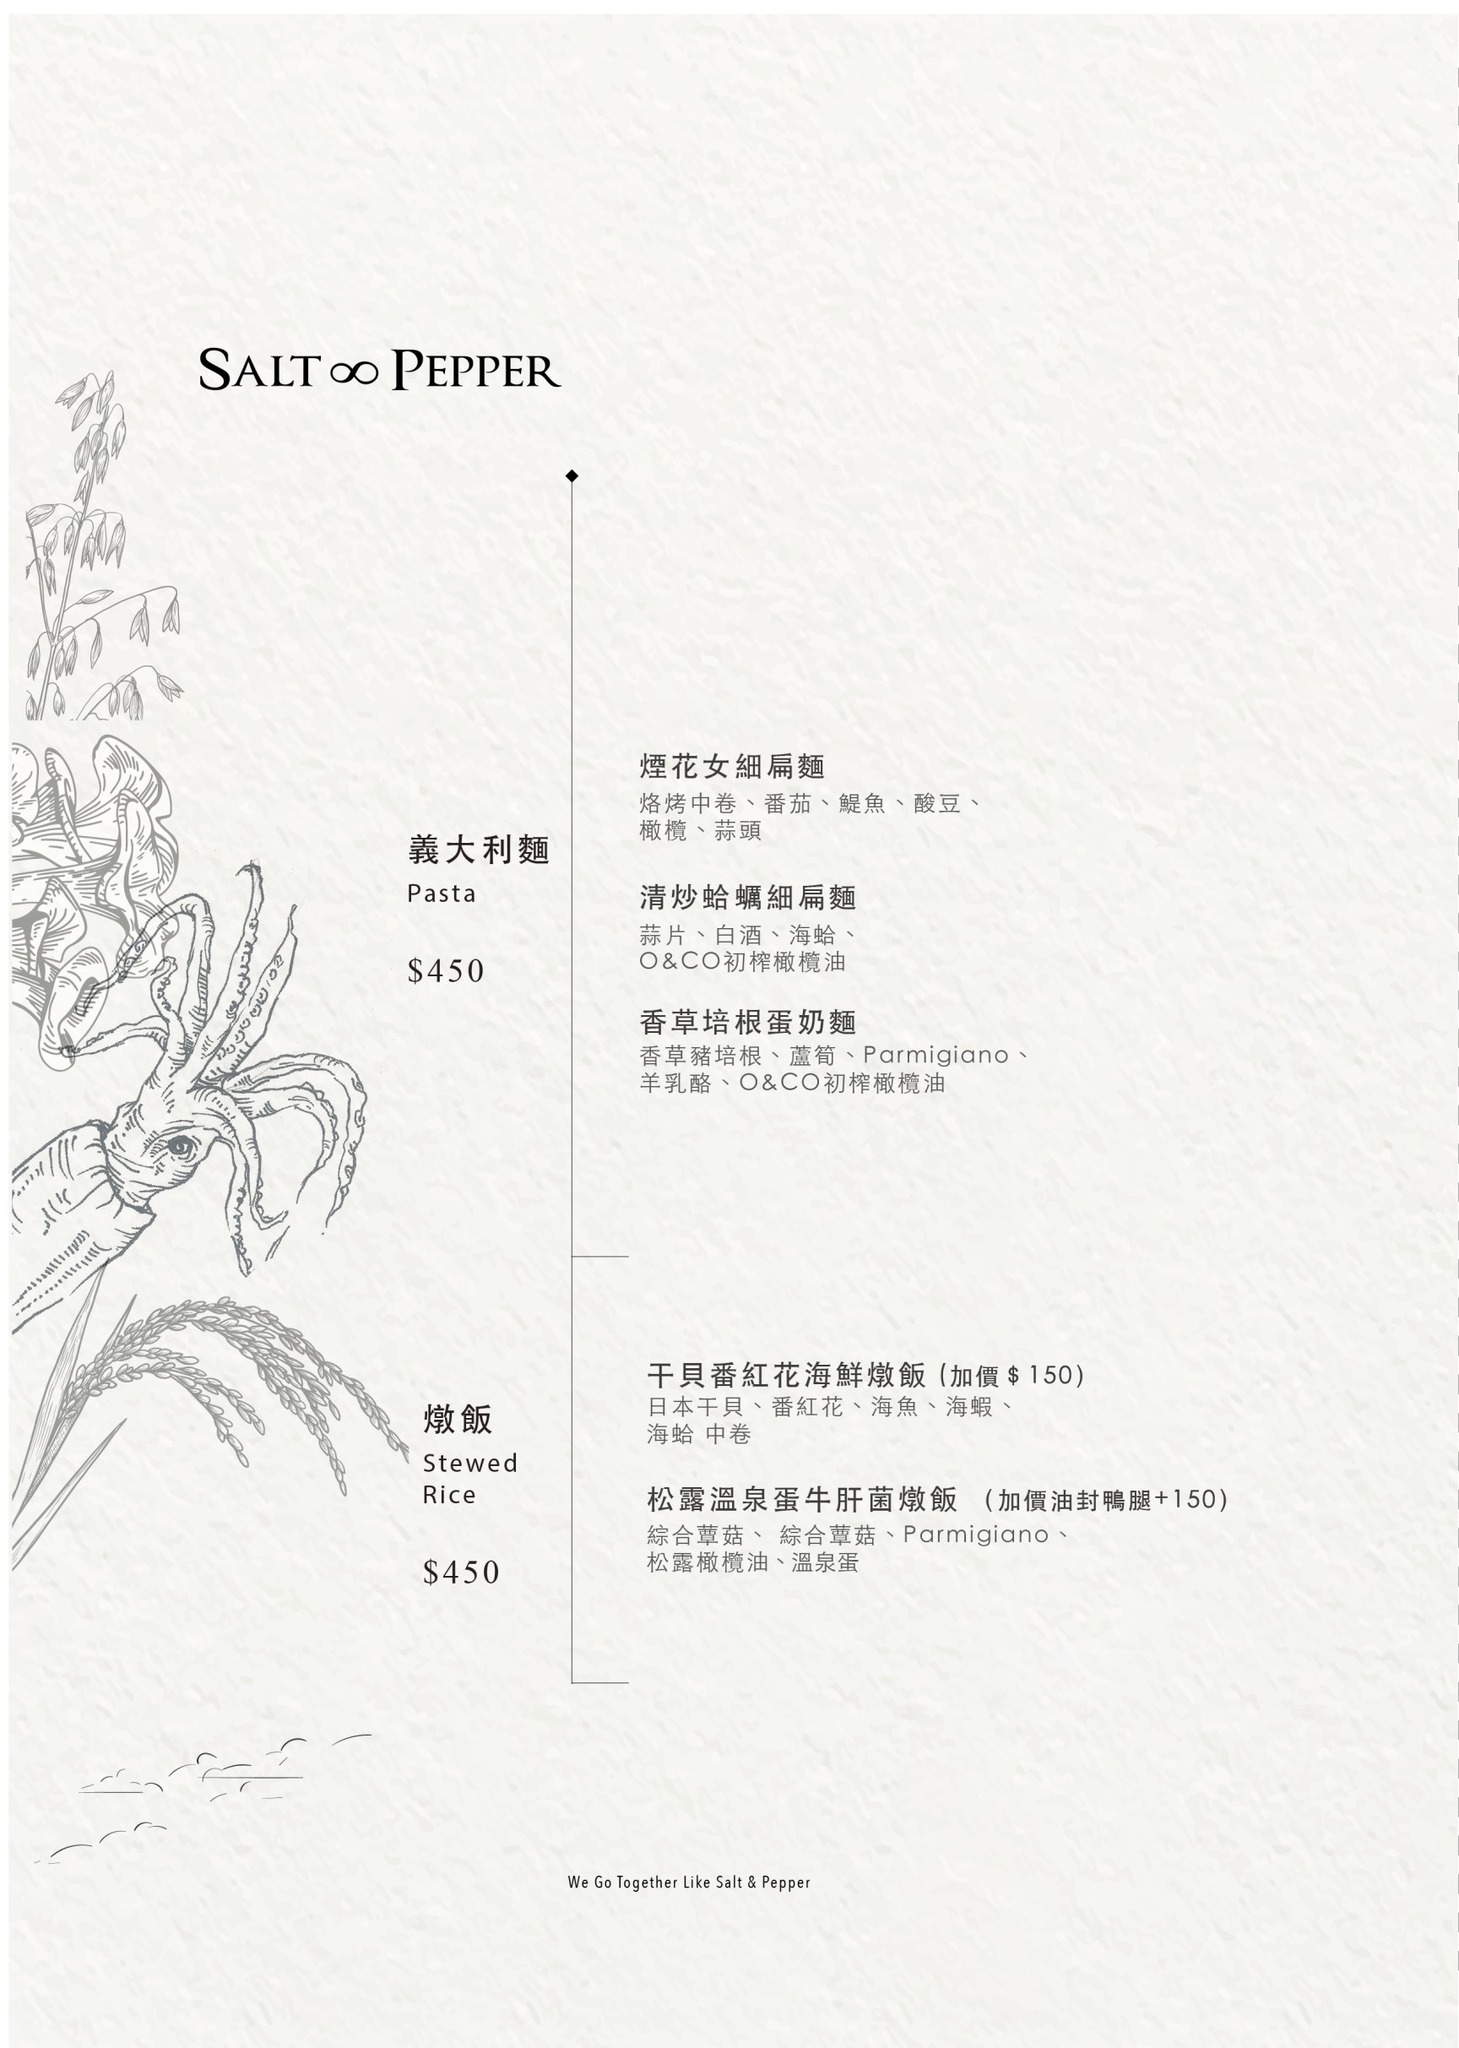 SALT ∞ PEPPER
義大利麵
Pasta
$450
煙花女細扁麵
烙烤中卷、番茄、鯷魚、酸豆、
橄欖、蒜頭
清炒蛤蠣細扁麵
蒜片、白酒、海蛤、
O&CO初榨橄欖油
香草培根蛋奶麵
香草豬培根、蘆筍、Parmigiano、
羊乳酪、O&CO初榨橄欖油
燉飯
Stewed
Rice
$450
干貝番紅花海鮮燉飯 (加價 $ 150)
日本干貝、番紅花、海魚、海蝦、
海蛤 中卷
松露溫泉蛋牛肝菌燉飯 (加價油封鴨腿+150)
綜合蕈菇、 綜合蕈菇、Parmigiano、
松露橄欖油、溫泉蛋
We Go Together Like Salt & Pepper